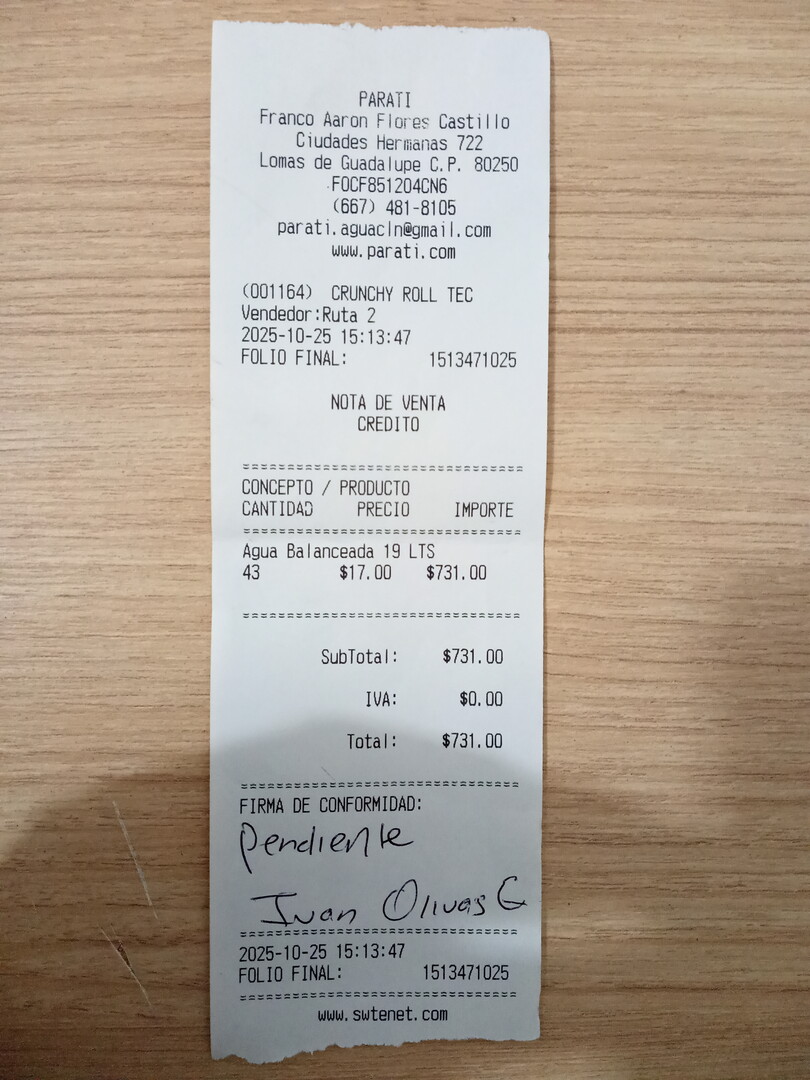 PARATI
Franco Aaron Flores Castillo
Ciudades Hermanas 722
Lomas de Guadalupe C.P. 80250
FOCF851204CN6
(667) 481-8105
parati.aguacln@gmail.com
www.parati.com
(001164) CRUNCHY ROLL TEC
Vendedor:Ruta 2
2025-10-25 15:13:47
FOLIO FINAL: 1513471025
NOTA DE VENTA
CREDITO
CONCEPTO / PRODUCTO
CANTIDAD PRECIO IMPORTE
Agua Balanceada 19 LTS
43 $17.00 $731.00
SubTotal: $731.00
IVA: $0.00
Total: $731.00
FIRMA DE CONFORMIDAD:
Pendiente
Ivan Olivas G
2025-10-25 15:13:47
FOLIO FINAL: 1513471025
www.swtenet.com